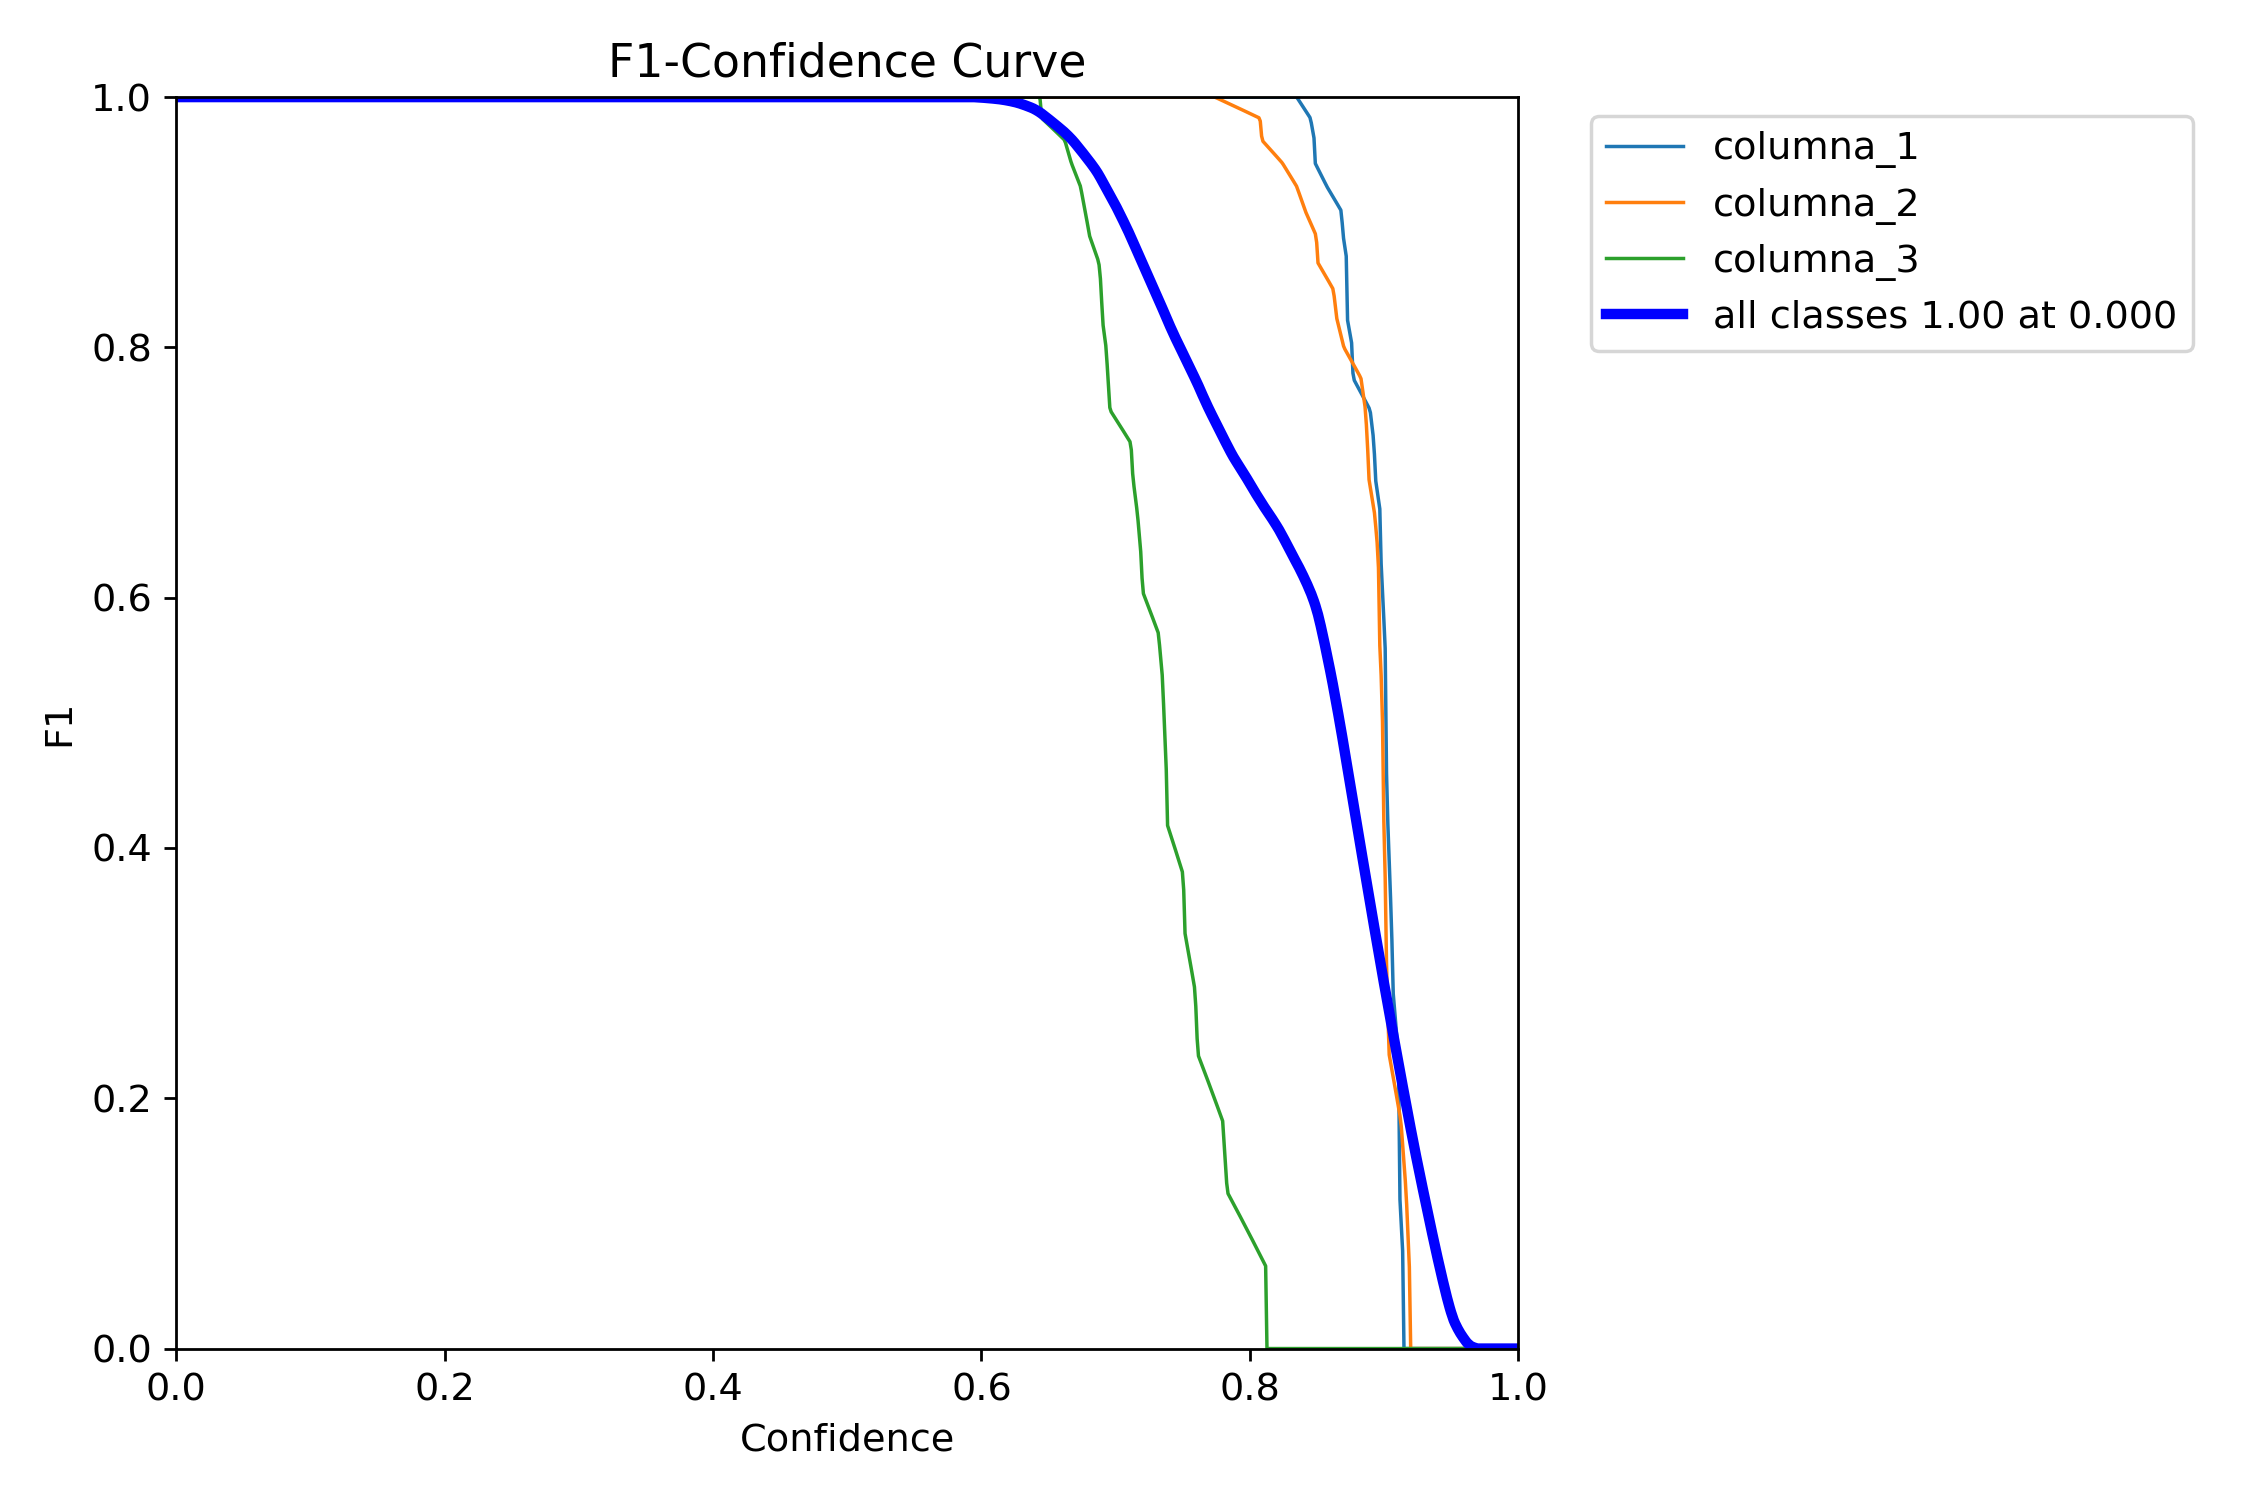 F1-Confidence Curve
1.0
0.8
0.6
0.4
0.2
0.0
F1
0.0 0.2 0.4 0.6 0.8 1.0
Confidence
columna_1
columna_2
columna_3
all classes 1.00 at 0.000